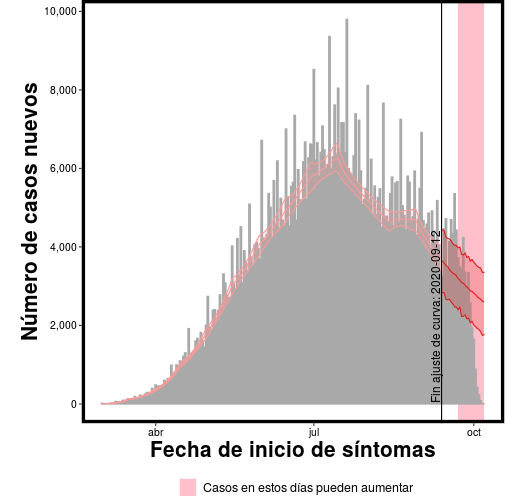 10,000
8,000
6,000
4,000
2,000
0
Número de casos nuevos
Fin ajuste de curva: 2020-09-12
abr
jul
oct
Fecha de inicio de síntomas
Casos en estos días pueden aumentar